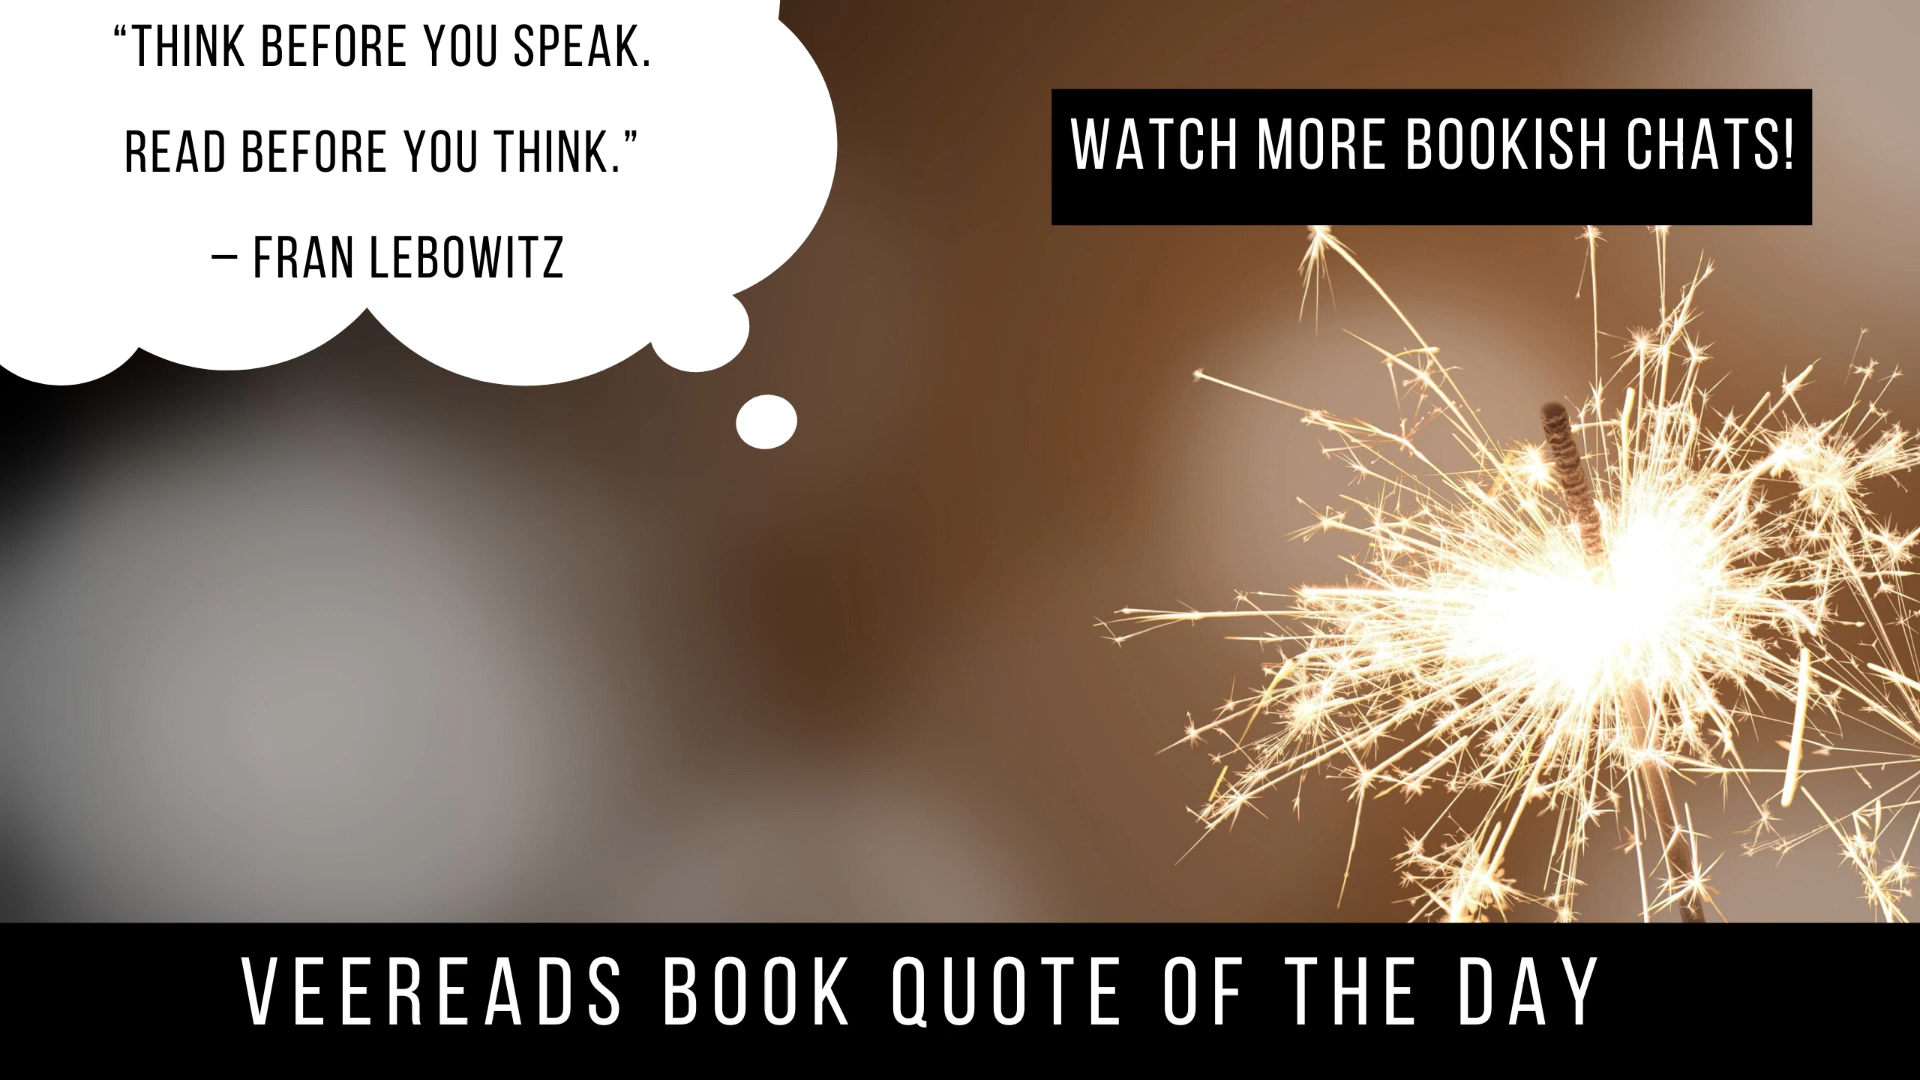 “THINK BEFORE YOU SPEAK.
READ BEFORE YOU THINK.”
– FRAN LEBOWITZ
WATCH MORE BOOKISH CHATS!
VEEREADS BOOK QUOTE OF THE DAY